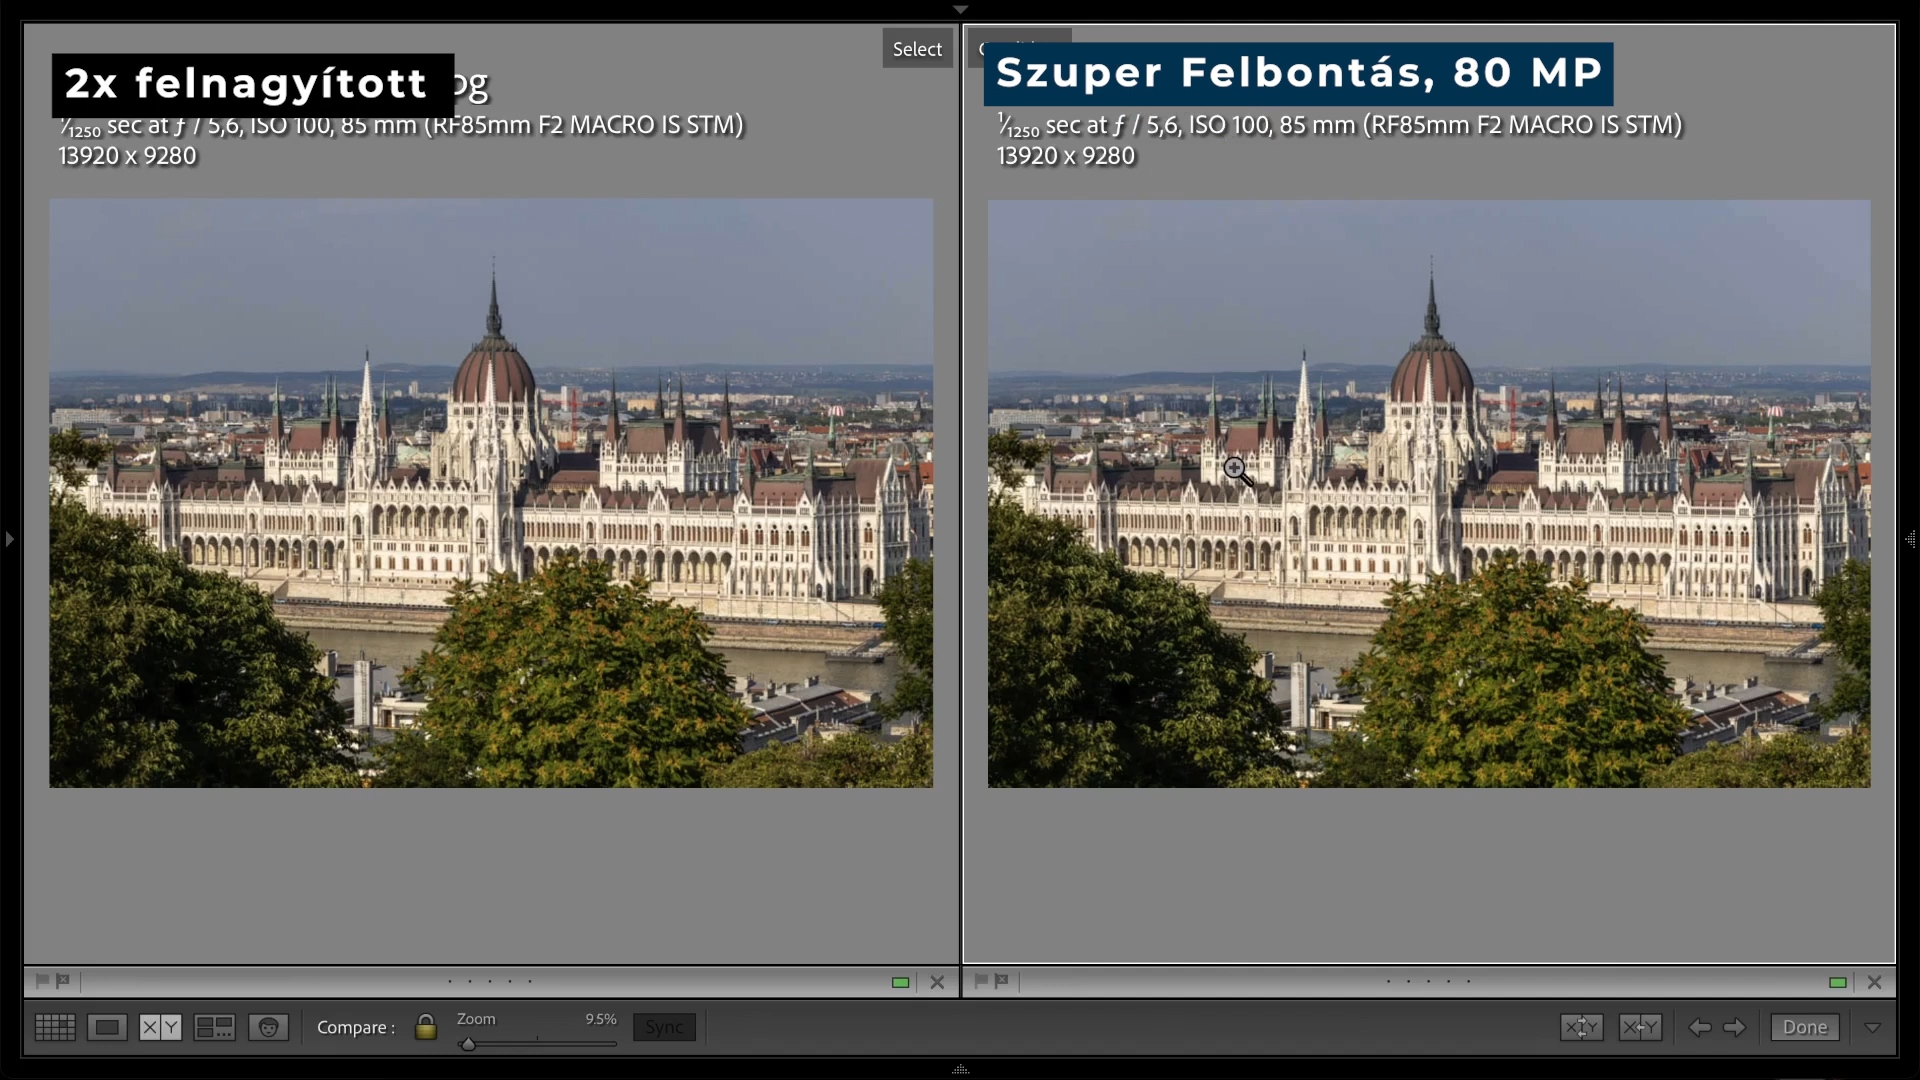 Select
2x felnagyított
Szuper Felbontás, 80 MP
1/1250 sec at ƒ / 5,6, ISO 100, 85 mm (RF85mm F2 MACRO IS STM)
13920 x 9280
1/1250 sec at ƒ / 5,6, ISO 100, 85 mm (RF85mm F2 MACRO IS STM)
13920 x 9280
X Y
Compare :
Zoom
9.5%
Sync
X Y
X Y
Done